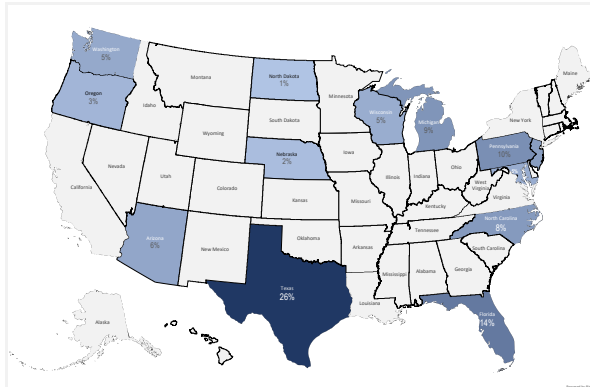 Washington
5%
Oregon
3%
Idaho
Montana
North Dakota
1%
Minnesota
South Dakota
Wyoming
Nebraska
2%
Iowa
Wisconsin
5%
Michigan
9%
Maine
New York
Pennsylvania
10%
Nevada
Utah
Colorado
California
Kansas
Missouri
Illinois
Indiana
Ohio
West
Virginia
Virginia
Kentucky
North Carolina
8%
Tennessee
South Carolina
Arizona
New Mexico
Oklahoma
Arkansas
Mississippi
Alabama
Georgia
Louisiana
Texas
26%
Florida
14%
Alaska